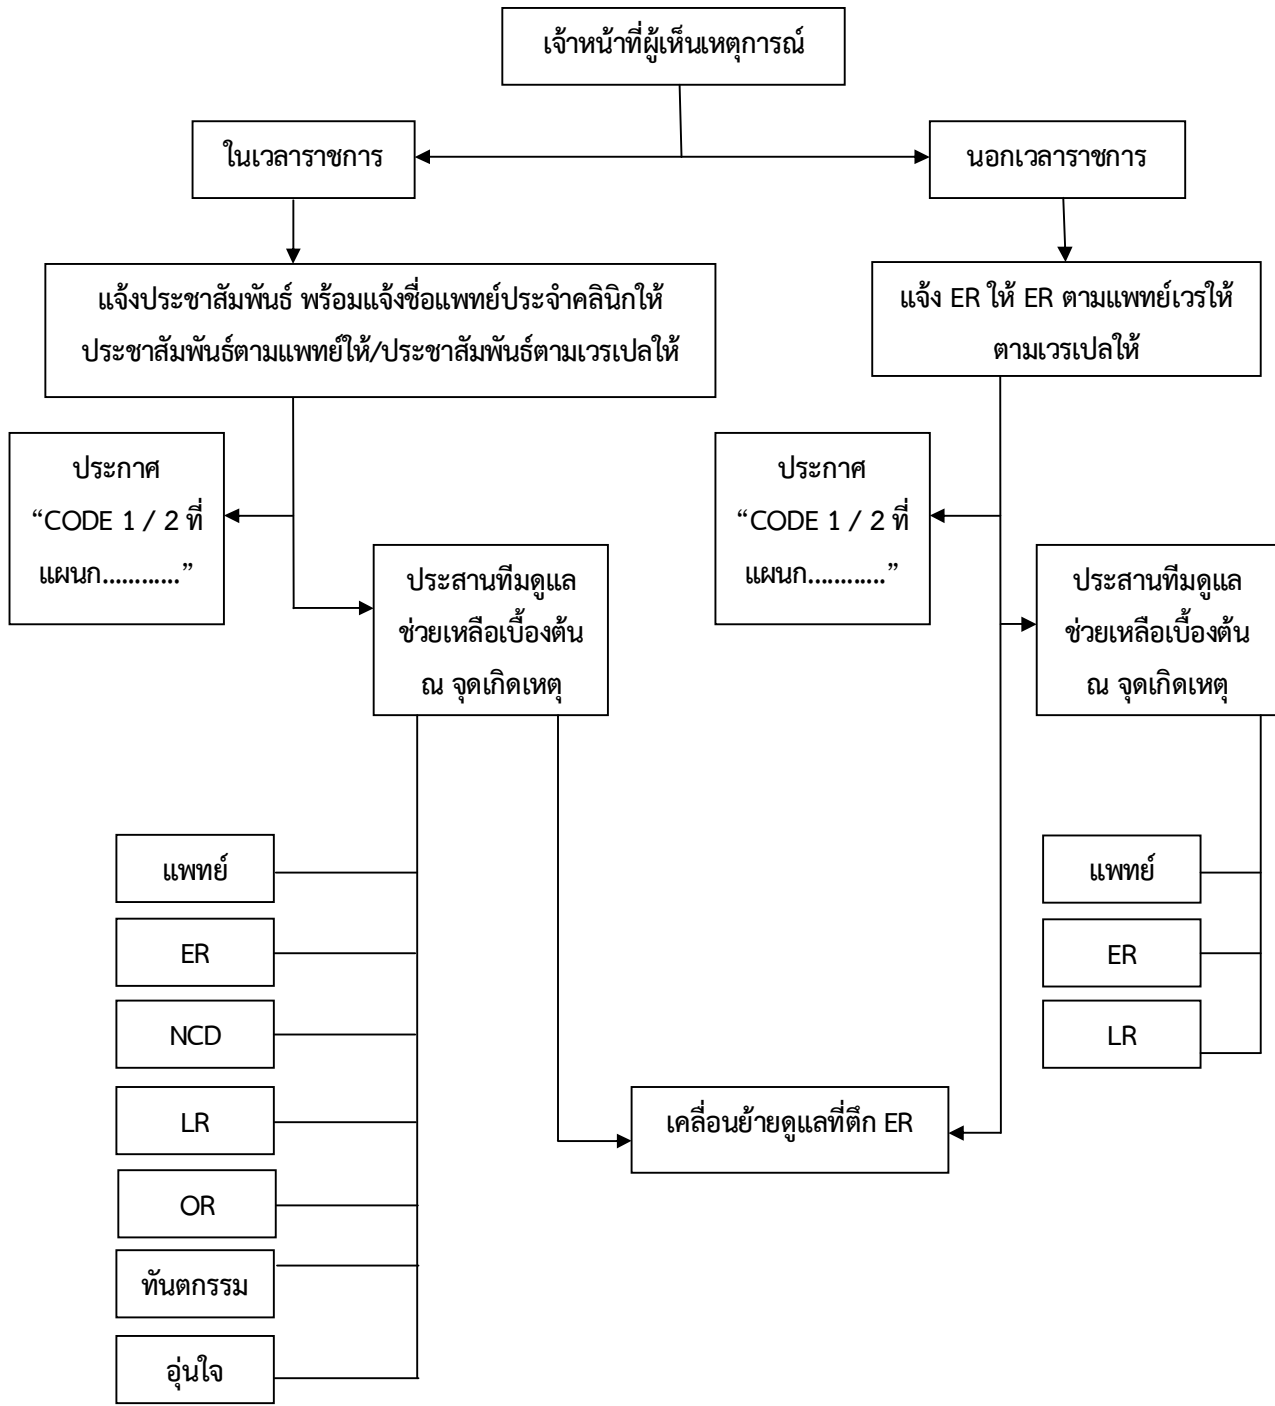 เจ้าหน้าที่ผู้เห็นเหตุการณ์
ในเวลาราชการ
นอกเวลาราชการ
แจ้งประชาสัมพันธ์ พร้อมแจ้งชื่อแพทย์ประจำคลินิกให้
ประชาสัมพันธ์ตามแพทย์ให้/ประชาสัมพันธ์ตามเวรเปลให้
แจ้ง ER ให้ ER ตามแพทย์เวรให้
ตามเวรเปลให้
ประกาศ
“CODE 1 / 2 ที่
แผนก............”
ประสานทีมดูแล
ช่วยเหลือเบื้องต้น
ณ จุดเกิดเหตุ
ประกาศ
“CODE 1 / 2 ที่
แผนก............”
ประสานทีมดูแล
ช่วยเหลือเบื้องต้น
ณ จุดเกิดเหตุ
แพทย์
ER
NCD
LR
OR
ทันตกรรม
อุ่นใจ
แพทย์
ER
LR
เคลื่อนย้ายดูแลที่ตึก ER